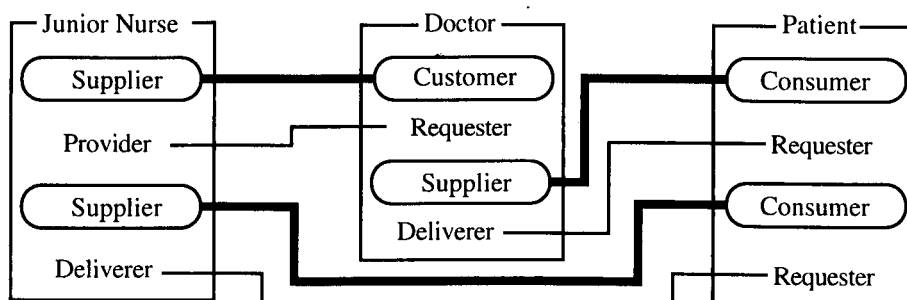 Junior Nurse
Doctor
Patient
Supplier
Customer
Consumer
Provider
Requester
Requester
Supplier
Supplier
Consumer
Deliverer
Deliverer
Requester